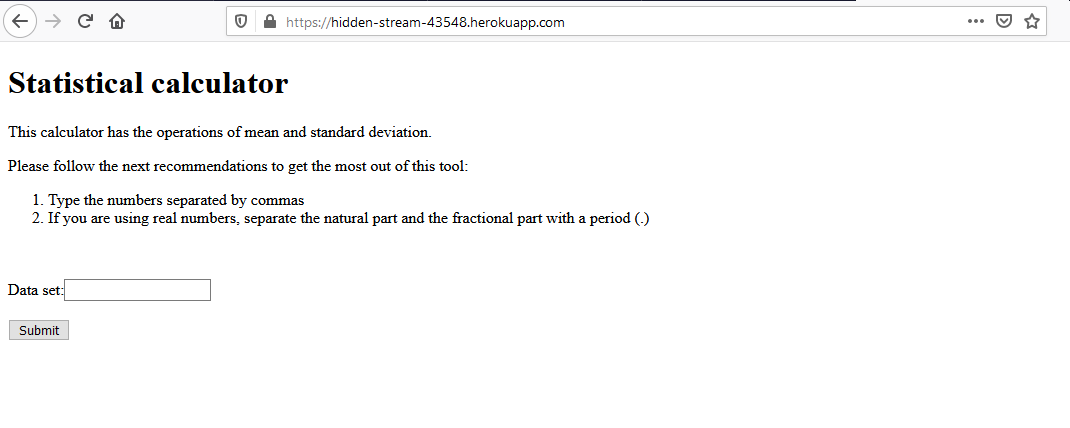 https://hidden-stream-43548.herokuapp.com
Statistical calculator
This calculator has the operations of mean and standard deviation.
Please follow the next recommendations to get the most out of this tool:
1. Type the numbers separated by commas
2. If you are using real numbers, separate the natural part and the fractional part with a period (.)
Data set:
Submit